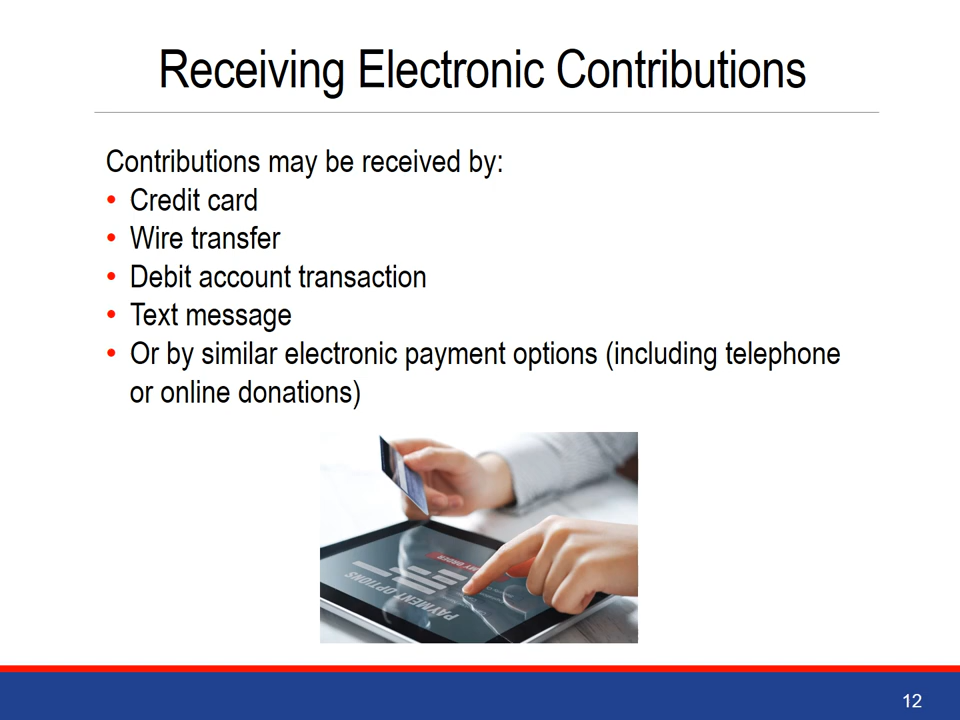 Receiving Electronic Contributions
Contributions may be received by:
• Credit card
• Wire transfer
• Debit account transaction
• Text message
• Or by similar electronic payment options (including telephone
or online donations)
PAYMENT OPTIONS
12